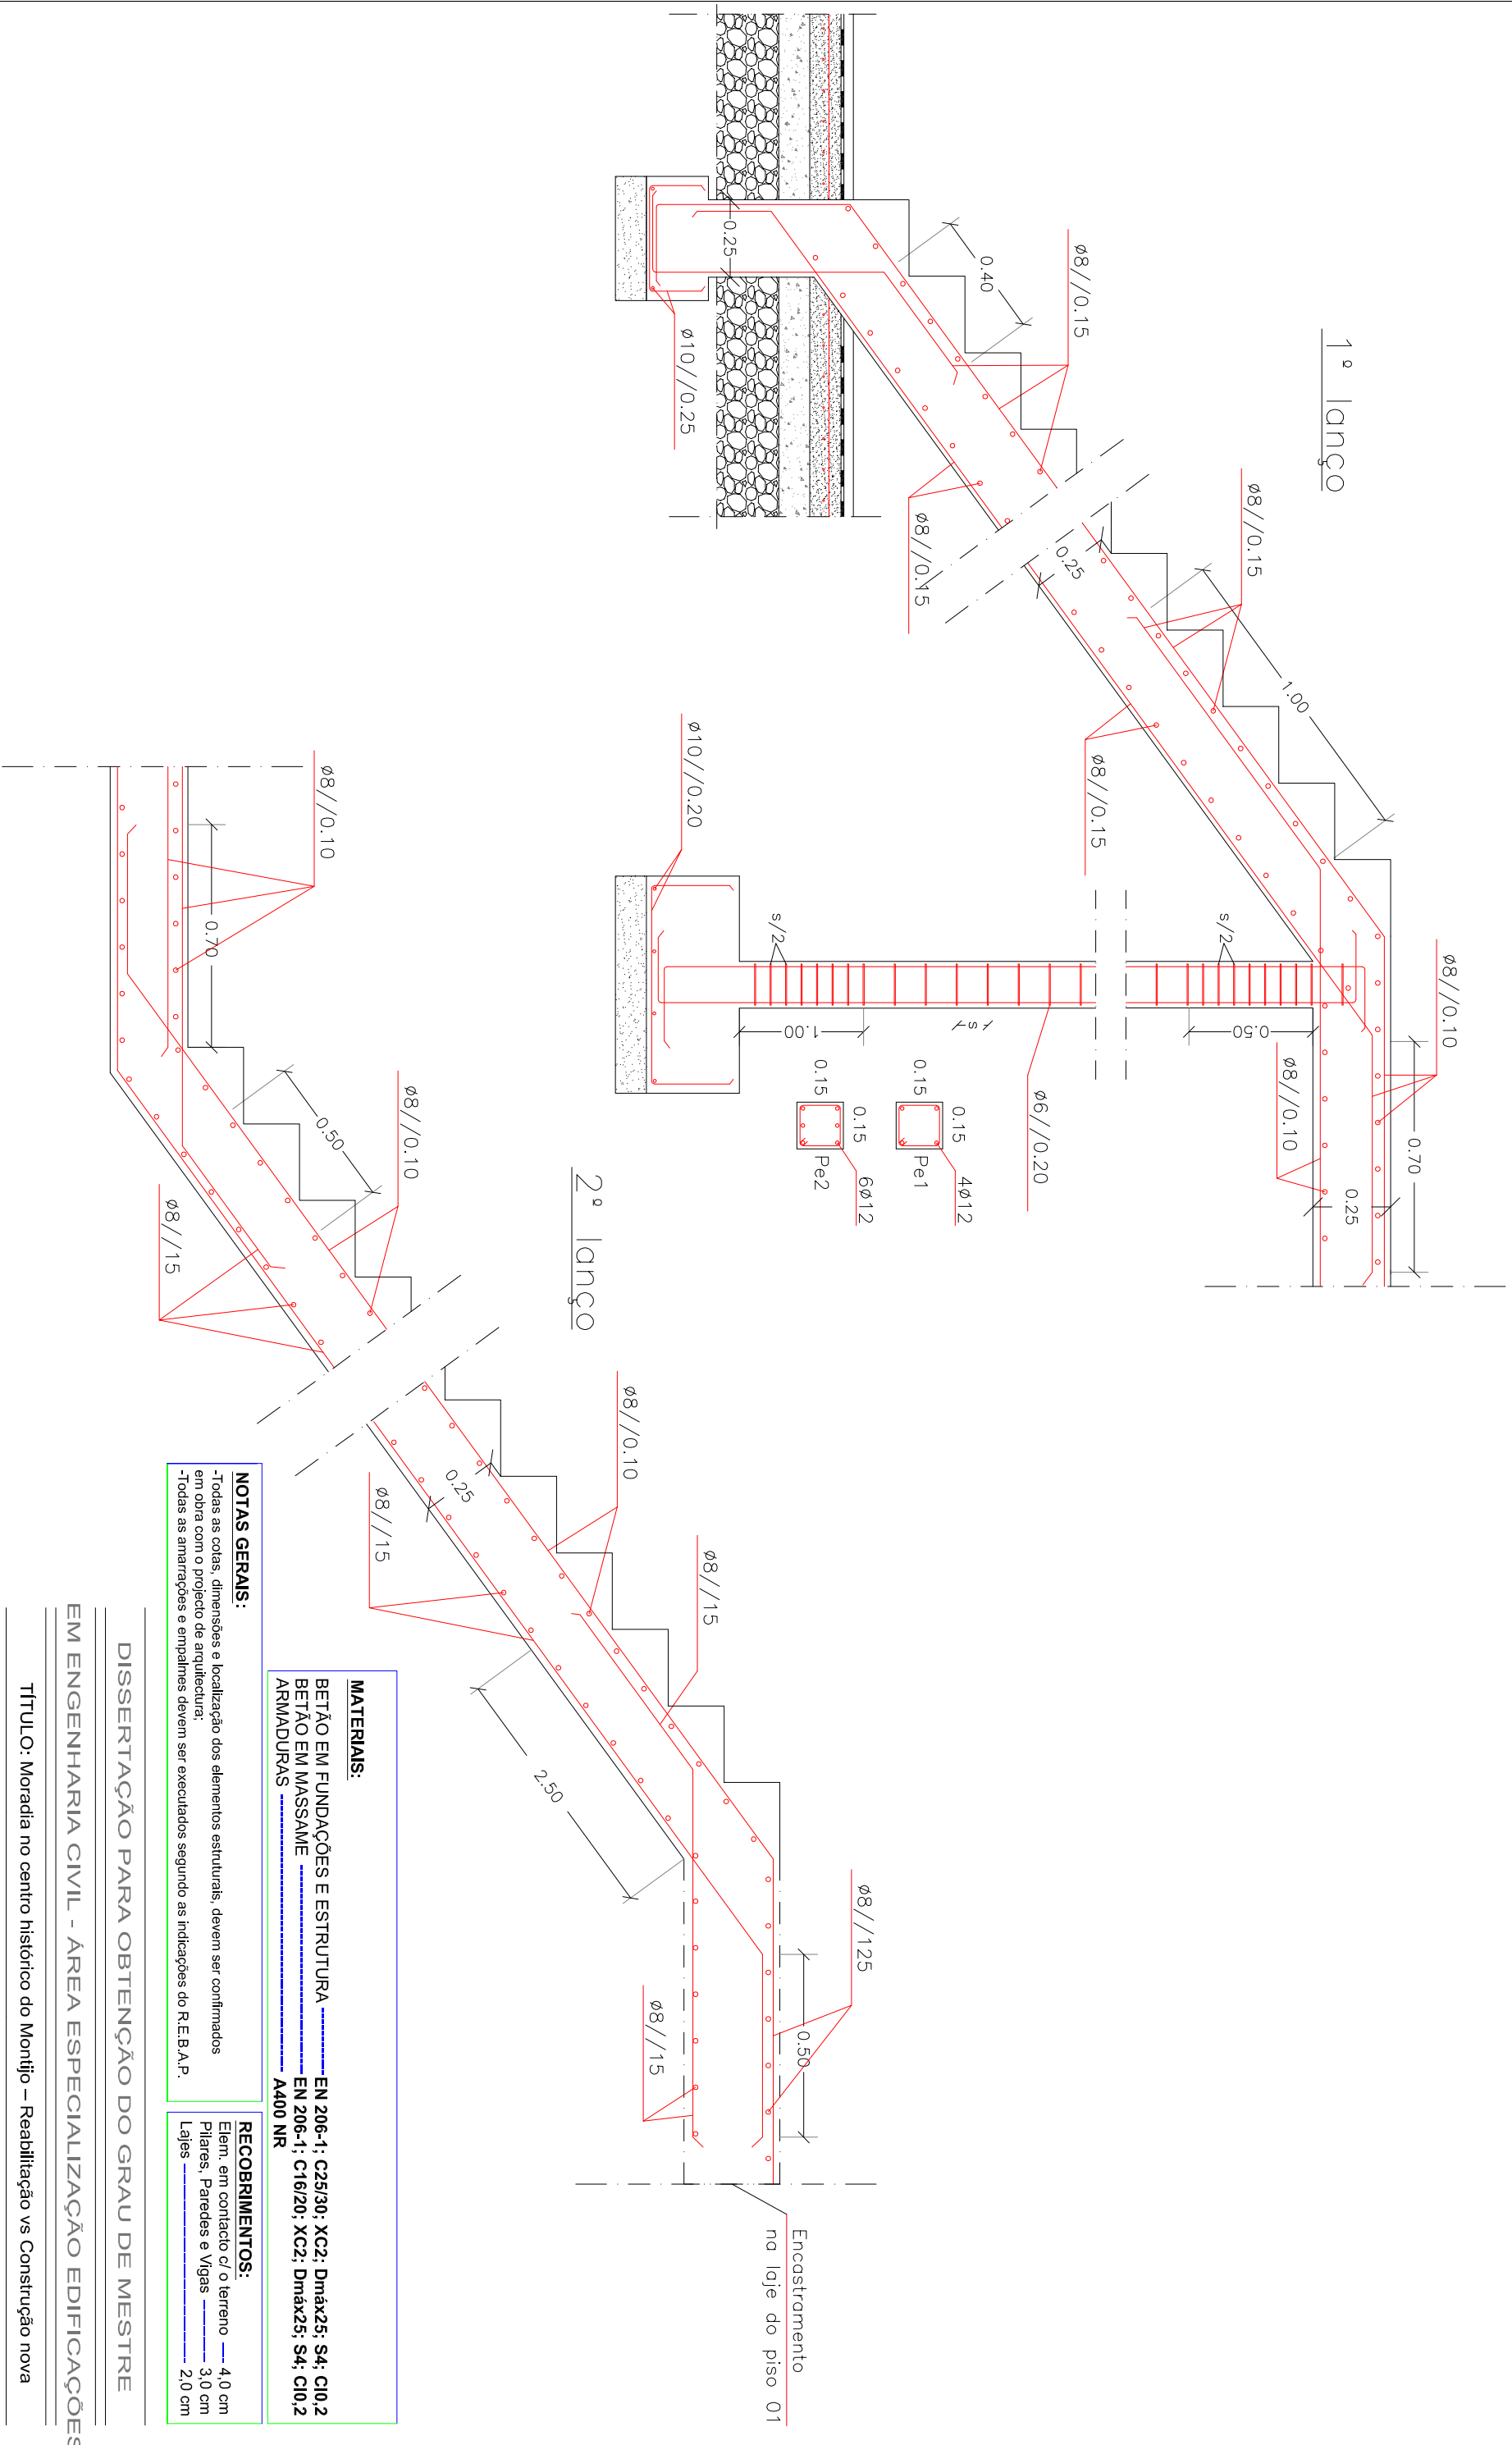 1º lanço
ø8//0.15
0.40
0.25
ø10//0.25
ø8//0.15
ø8//0.15
0.25
1.00
ø8//0.15
ø8//0.10
0.70
0.25
ø8//0.10
ø10//0.20
s/2
s/2
1.00
s
0.50
ø6//0.20
0.15
0.15
Pe1
4ø12
0.15
0.15
Pe2
6ø12
2º lanço
ø8//0.10
0.70
ø8//0.10
0.50
ø8//15
ø8//0.10
0.25
ø8//15
ø8//15
2.50
ø8//125
0.50
ø8//15
Encastramento
na laje do piso 01
MATERIAIS:
BETÃO EM FUNDAÇÕES E ESTRUTURA EN 206-1; C25/30; XC2; Dmáx25; S4; Cl0,2
BETÃO EM MASSAME EN 206-1; C16/20; XC2; Dmáx25; S4; Cl0,2
ARMADURAS A400 NR
NOTAS GERAIS:
-Todas as cotas, dimensões e localização dos elementos estruturais, devem ser confirmados
em obra com o projecto de arquitectura;
-Todas as amarrações e empalmes devem ser executados segundo as indicações do R.E.B.A.P.
RECOBRIMENTOS:
Elem. em contacto c/ o terreno 4,0 cm
Pilares, Paredes e Vigas 3,0 cm
Lajes 2,0 cm
DISSERTAÇÃO PARA OBTENÇÃO DO GRAU DE MESTRE
EM ENGENHARIA CIVIL - ÁREA ESPECIALIZAÇÃO EDIFICAÇÕES
TÍTULO: Moradia no centro histórico do Montijo – Reabilitação vs Construção nova